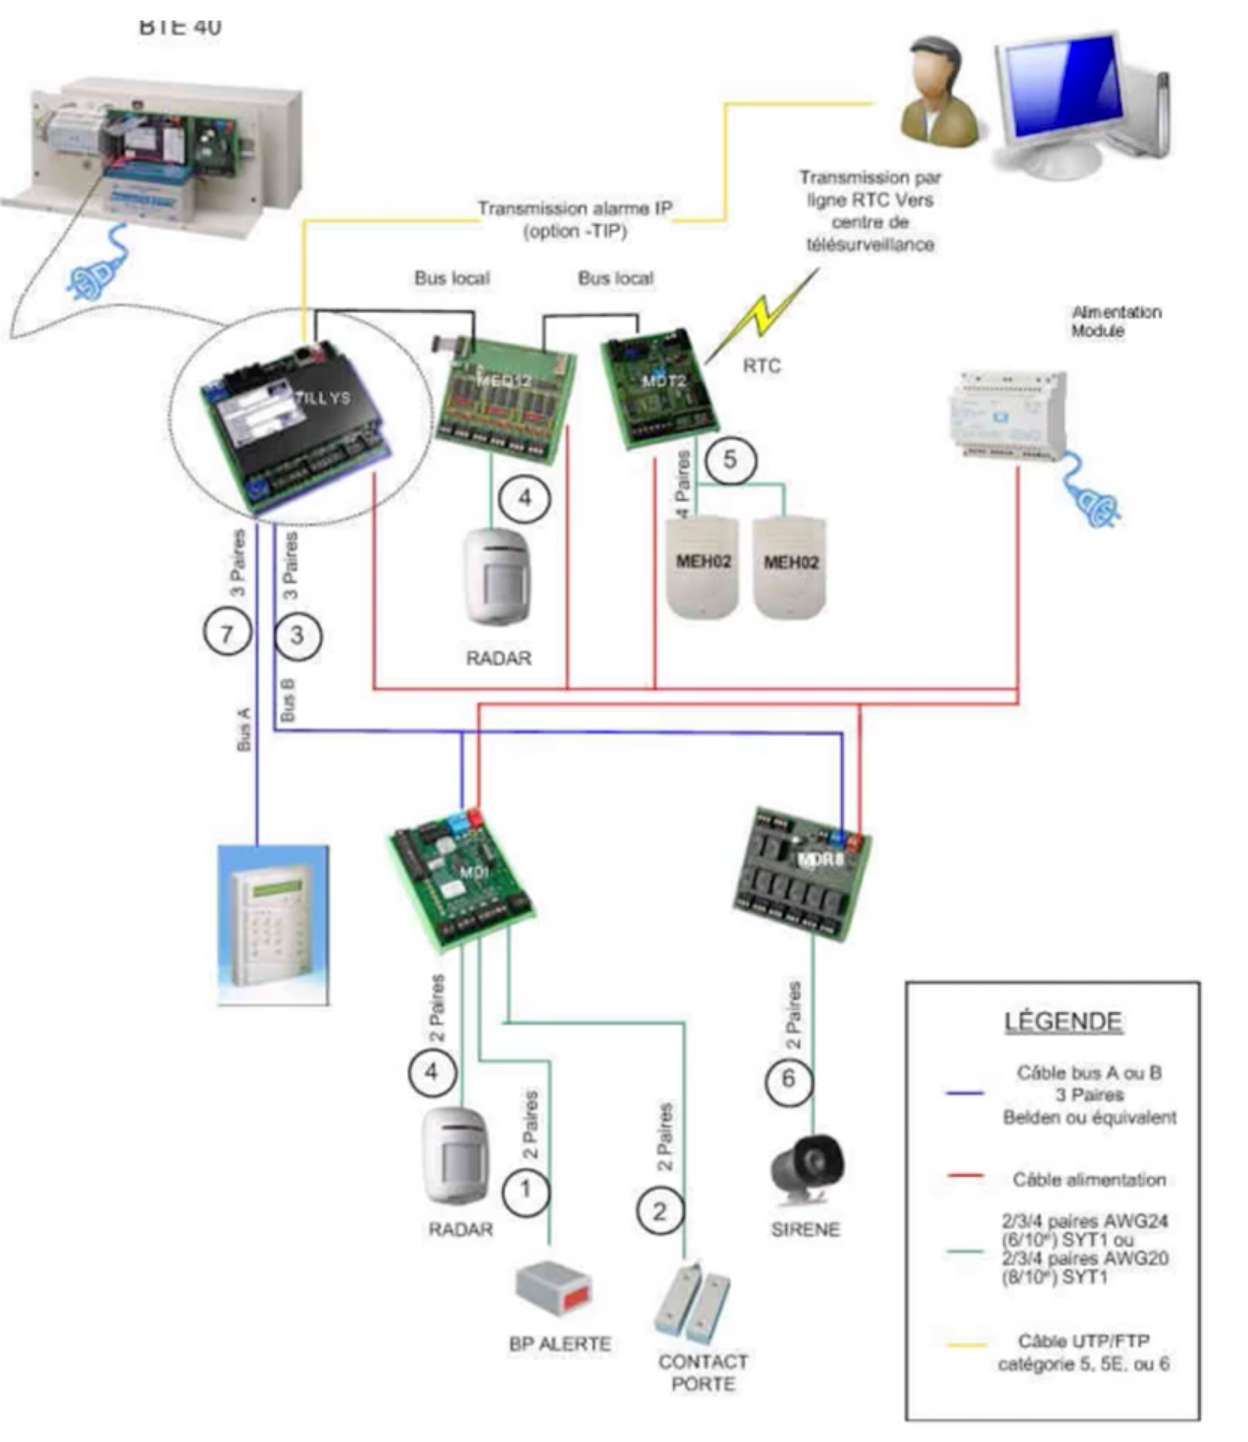 BTE 40
Transmission par
ligne RTC Vers
centre de
télésurveillance
Transmission alarme IP
(option -TIP)
Bus local
Bus local
Alimentation
Module
RTC
TILLYS
MEQ12
MDT2
5
4 Paires
4
MEH02
MEH02
RADAR
3 Paires
3 Paires
7
3
Bus A
Bus B
MDI
MDR8
2 Paires
4
2 Paires
1
2 Paires
2
2 Paires
6
RADAR
SIRENE
BP ALERTE
CONTACT
PORTE
LÉGENDE
Câble bus A ou B
3 Paires
Belden ou équivalent
Câble alimentation
2/3/4 paires AWG24
(6/10°) SYT1 ou
2/3/4 paires AWG20
(8/10°) SYT1
Câble UTP/FTP
catégorie 5, 5E, ou 6